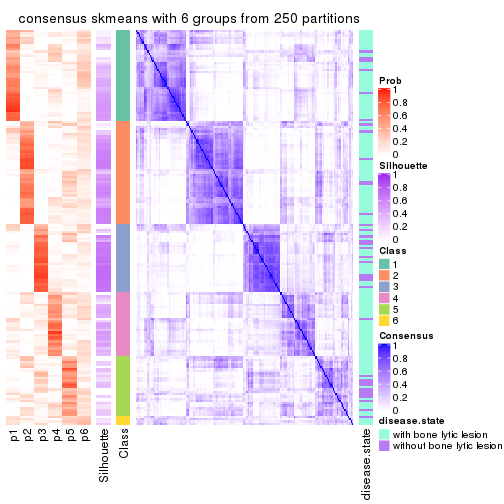 consensus skmeans with 6 groups from 250 partitions
p1
p2
p3
p4
p5
p6
Silhouette
Class
disease.state
Prob
1
0.8
0.6
0.4
0.2
0
Silhouette
1
0.8
0.6
0.4
0.2
0
Class
1
2
3
4
5
6
Consensus
1
0.8
0.6
0.4
0.2
0
disease.state
with bone lytic lesion
without bone lytic lesion